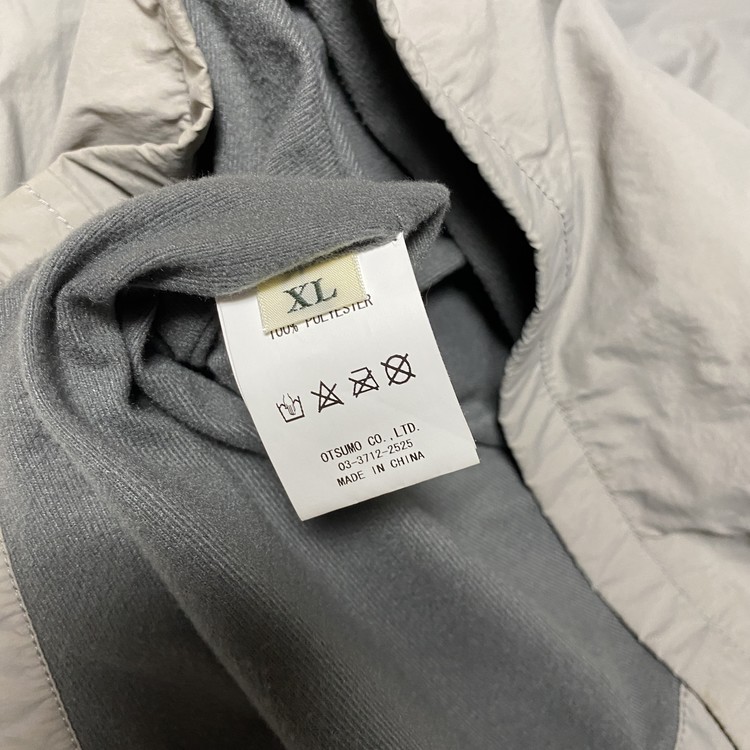 XL
100% POLYESTER
OTSUMO CO.,LTD.
03-3712-2525
MADE IN CHINA